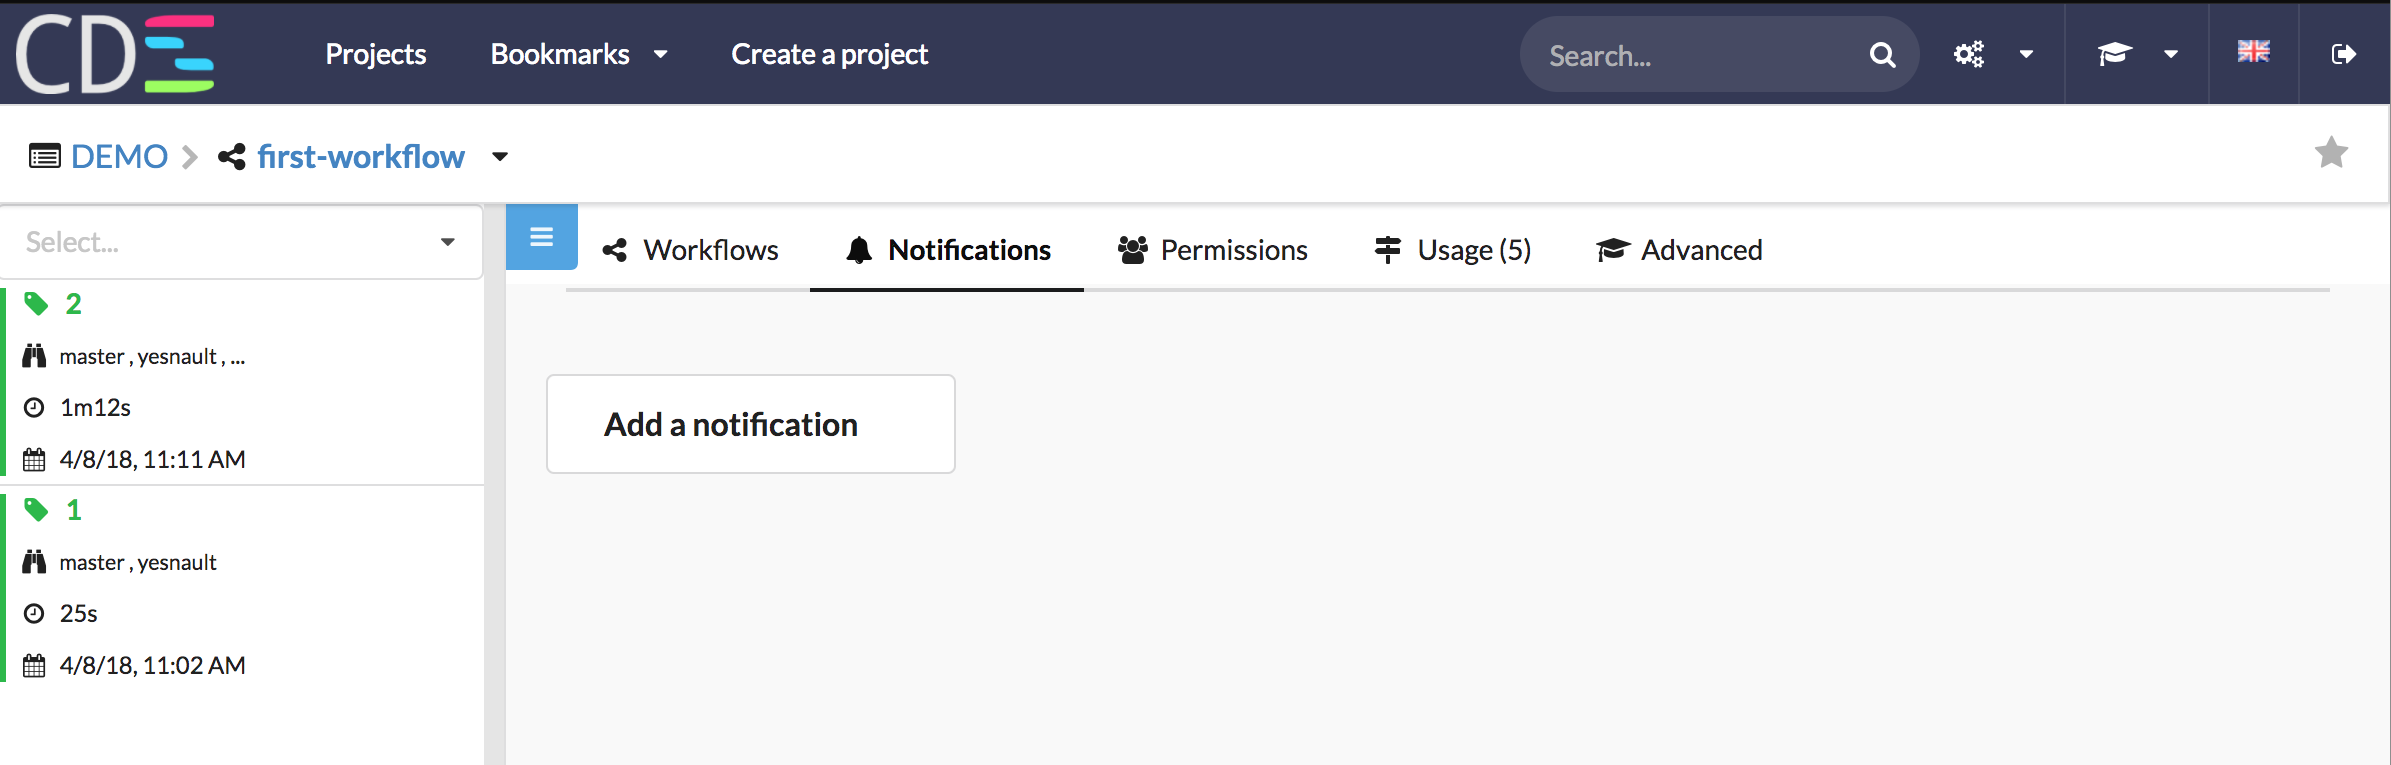 CDS Projects Bookmarks Create a project Search...
DEMO first-workflow
Select...
Workflows Notifications Permissions Usage (5) Advanced
2
master , yesnault , ...
1m12s
4/8/18, 11:11 AM
1
master , yesnault
25s
4/8/18, 11:02 AM
Add a notification